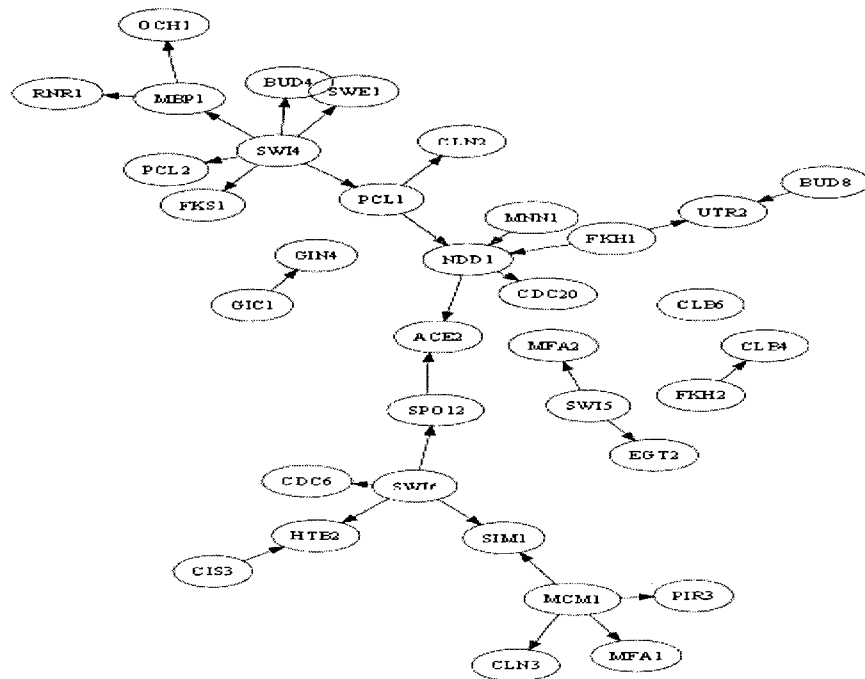 OCH1
BUD4
SWE1
RNR1
MBP1
CLN2
SWI4
PCL2
PCL1
BUD8
FKS1
MNN1
UTR2
FKH1
GIN4
NDD1
CDC20
GIC1
CLB6
ACE2
MFA2
CLB4
FKH2
SWI5
SPO12
EGT2
CDC6
SWI6
HTB2
SIM1
CIS3
MCM1
PIR3
CLN3
MFA1